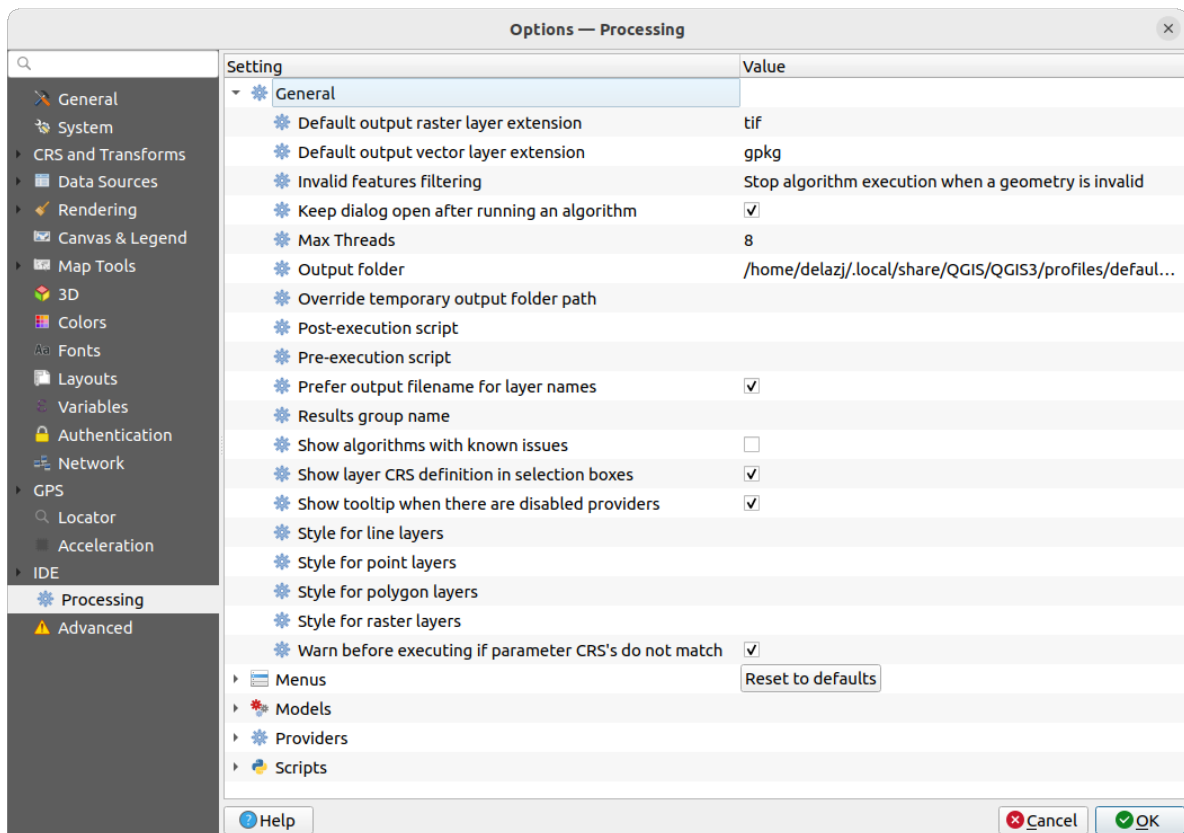 Options — Processing
General
System
CRS and Transforms
Data Sources
Rendering
Canvas & Legend
Map Tools
3D
Colors
Aa Fonts
Layouts
Variables
Authentication
Network
GPS
Locator
Acceleration
IDE
Processing
Advanced
Setting Value
General
Default output raster layer extension tif
Default output vector layer extension gpkg
Invalid features filtering Stop algorithm execution when a geometry is invalid
Keep dialog open after running an algorithm
Max Threads 8
Output folder /home/delazj/.local/share/QGIS/QGIS3/profiles/defaul...
Override temporary output folder path
Post-execution script
Pre-execution script
Prefer output filename for layer names
Results group name
Show algorithms with known issues
Show layer CRS definition in selection boxes
Show tooltip when there are disabled providers
Style for line layers
Style for point layers
Style for polygon layers
Style for raster layers
Warn before executing if parameter CRS's do not match
Menus Reset to defaults
Models
Providers
Scripts
Help Cancel OK